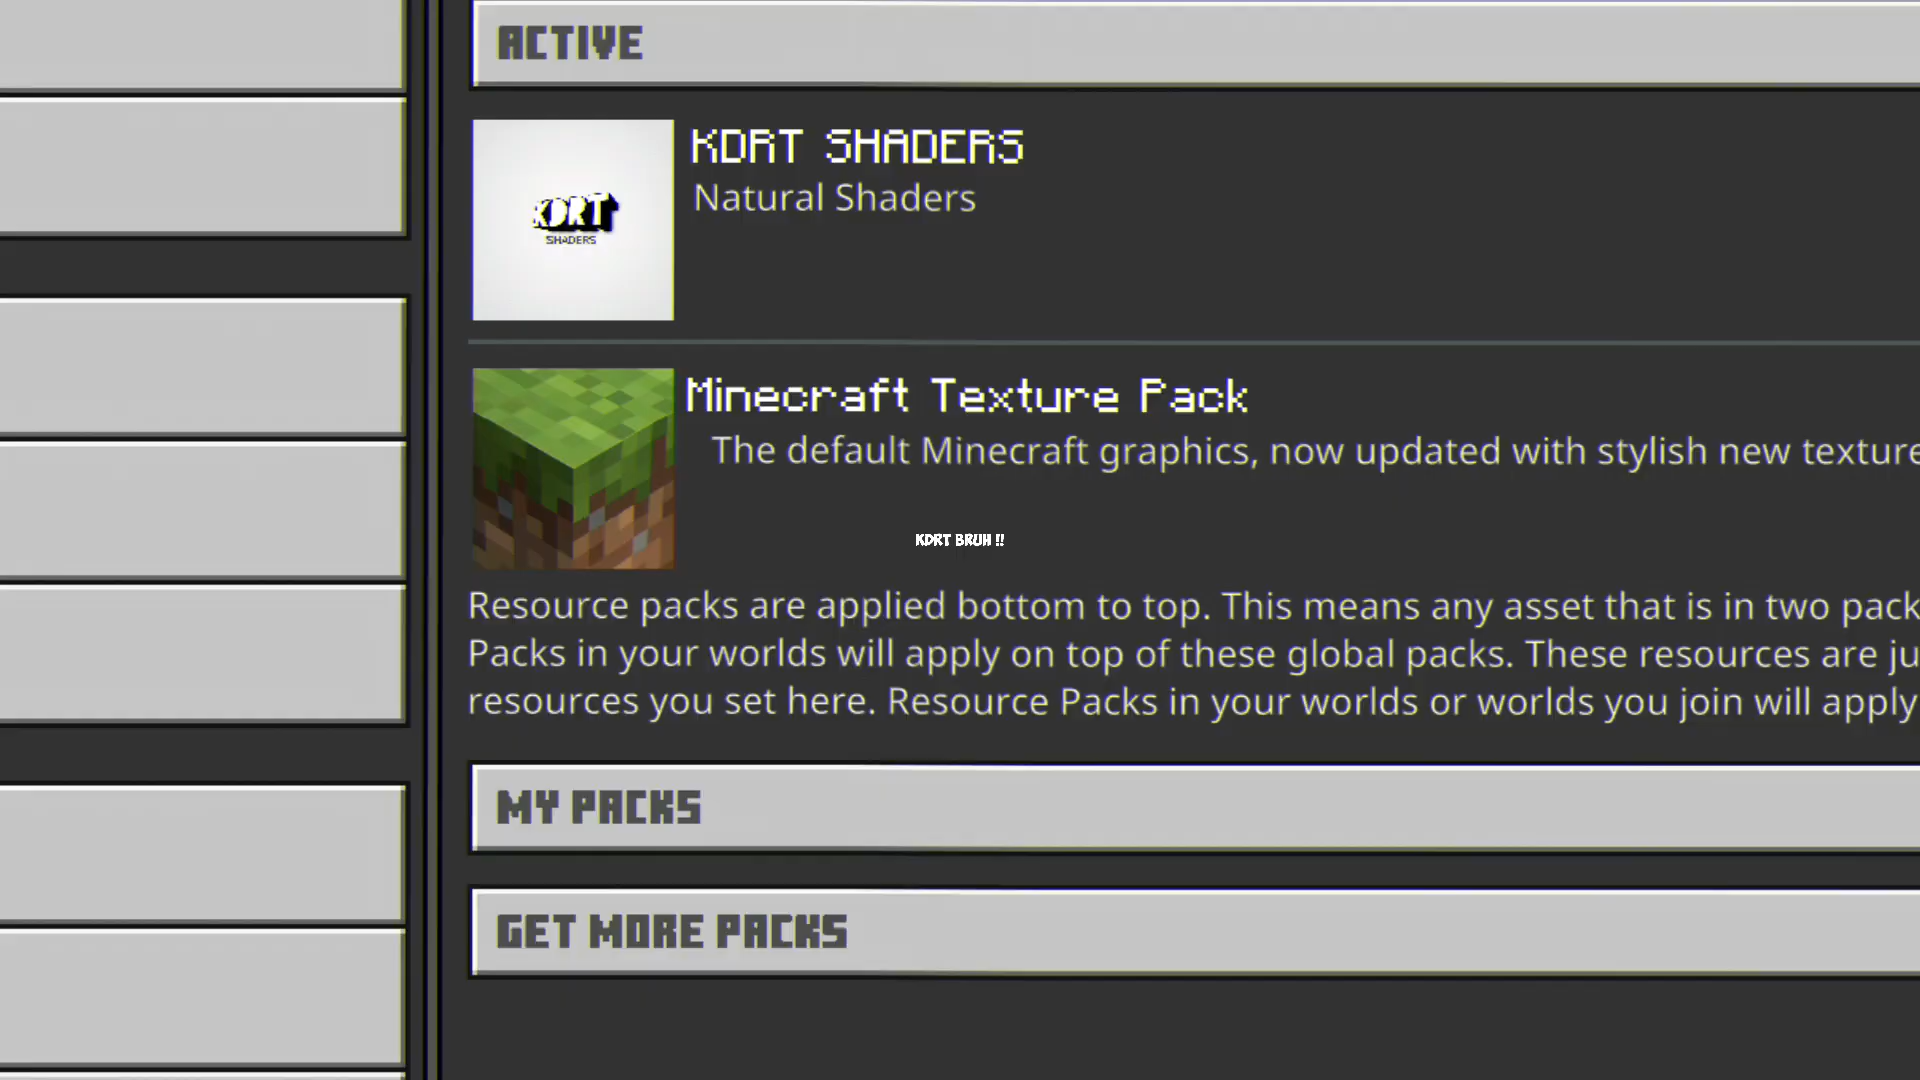 ACTIVE
KDRT SHADERS
KDRT
SHADERS
Natural Shaders
Minecraft Texture Pack
The default Minecraft graphics, now updated with stylish new texture
KDRT BRUH !!
Resource packs are applied bottom to top. This means any asset that is in two pack
Packs in your worlds will apply on top of these global packs. These resources are ju
resources you set here. Resource Packs in your worlds or worlds you join will apply
MY PACKS
GET MORE PACKS